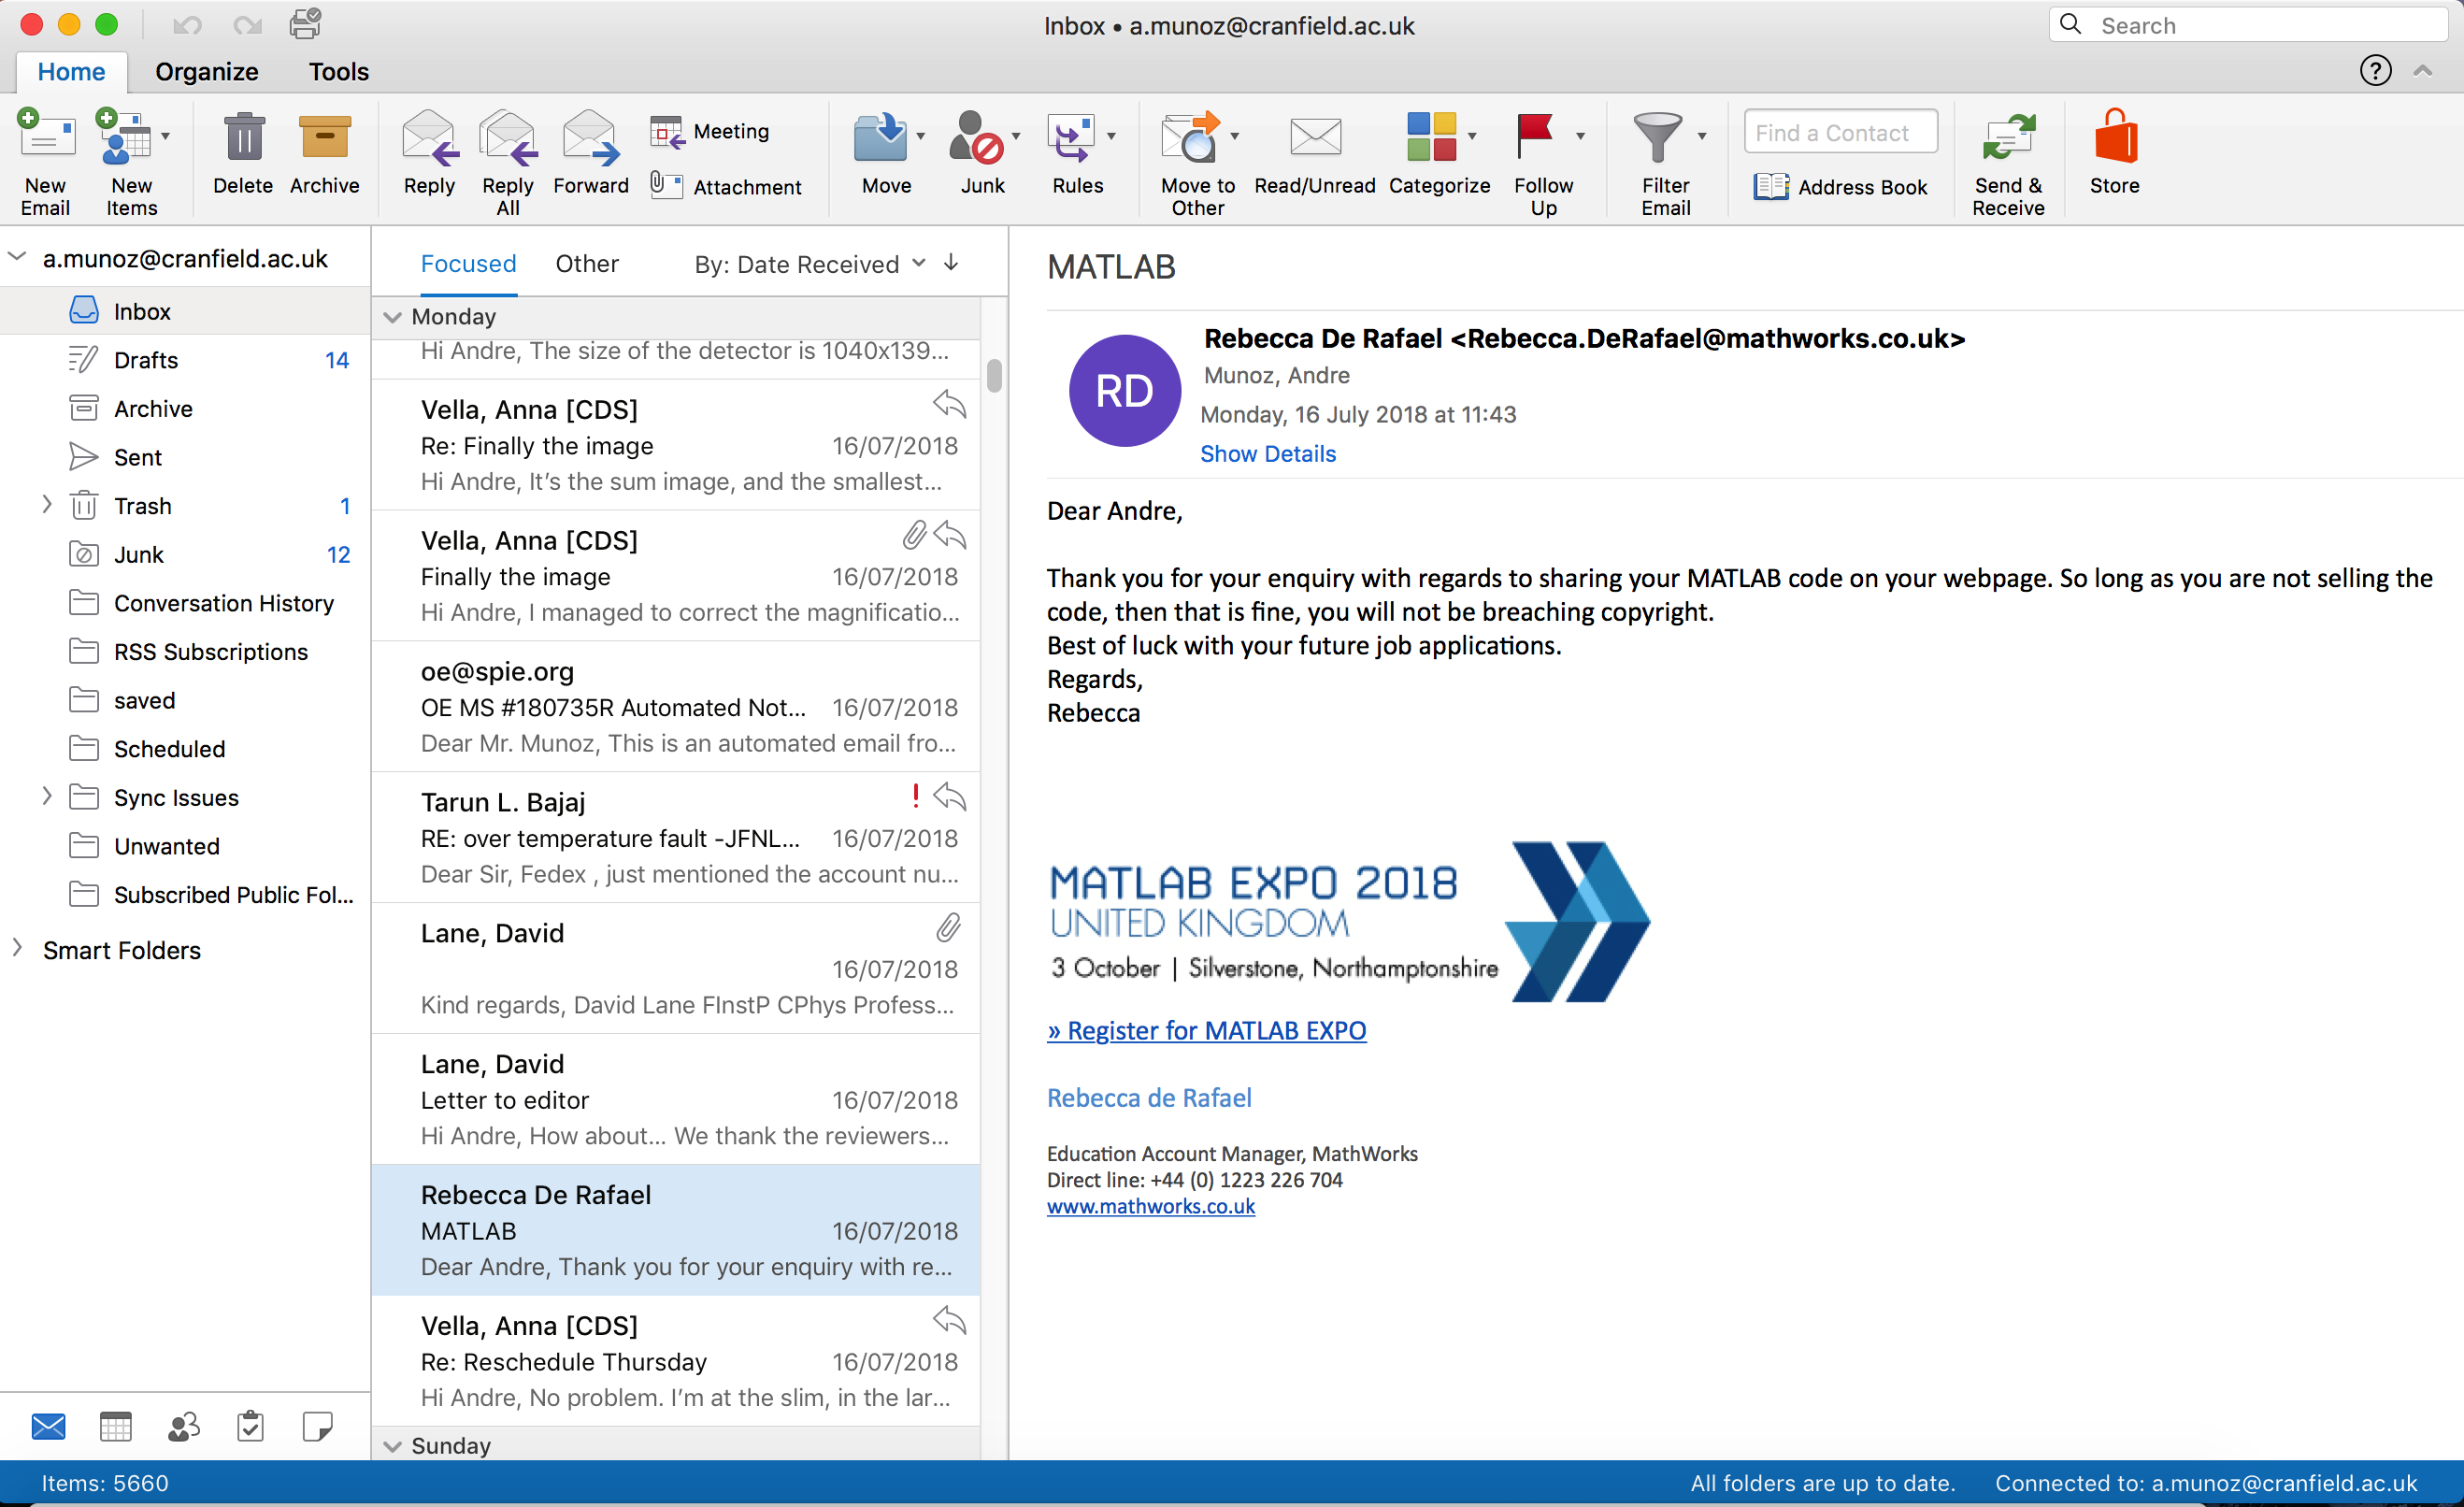 Inbox • a.munoz@cranfield.ac.uk
Search
Home Organize Tools
?
New Email
New Items
Delete
Archive
Reply
Reply All
Forward
Meeting
Attachment
Move
Junk
Rules
Move to Other
Read/Unread
Categorize
Follow Up
Filter Email
Find a Contact
Address Book
Send & Receive
Store
a.munoz@cranfield.ac.uk
Inbox
Drafts 14
Archive
Sent
Trash 1
Junk 12
Conversation History
RSS Subscriptions
saved
Scheduled
Sync Issues
Unwanted
Subscribed Public Fol...
Smart Folders
Focused Other By: Date Received
Monday
Hi Andre, The size of the detector is 1040x139...
Vella, Anna [CDS]
Re: Finally the image 16/07/2018
Hi Andre, It’s the sum image, and the smallest...
Vella, Anna [CDS]
Finally the image 16/07/2018
Hi Andre, I managed to correct the magnificatio...
oe@spie.org
OE MS #180735R Automated Not... 16/07/2018
Dear Mr. Munoz, This is an automated email fro...
Tarun L. Bajaj !
RE: over temperature fault -JFNL... 16/07/2018
Dear Sir, Fedex , just mentioned the account nu...
Lane, David
16/07/2018
Kind regards, David Lane FInstP CPhys Profess...
Lane, David
Letter to editor 16/07/2018
Hi Andre, How about... We thank the reviewers...
Rebecca De Rafael
MATLAB 16/07/2018
Dear Andre, Thank you for your enquiry with re...
Vella, Anna [CDS]
Re: Reschedule Thursday 16/07/2018
Hi Andre, No problem. I’m at the slim, in the lar...
Sunday
MATLAB
RD
Rebecca De Rafael <Rebecca.DeRafael@mathworks.co.uk>
Munoz, Andre
Monday, 16 July 2018 at 11:43
Show Details
Dear Andre,
Thank you for your enquiry with regards to sharing your MATLAB code on your webpage. So long as you are not selling the
code, then that is fine, you will not be breaching copyright.
Best of luck with your future job applications.
Regards,
Rebecca
MATLAB EXPO 2018
UNITED KINGDOM
3 October | Silverstone, Northamptonshire
» Register for MATLAB EXPO
Rebecca de Rafael
Education Account Manager, MathWorks
Direct line: +44 (0) 1223 226 704
www.mathworks.co.uk
Items: 5660
All folders are up to date. Connected to: a.munoz@cranfield.ac.uk